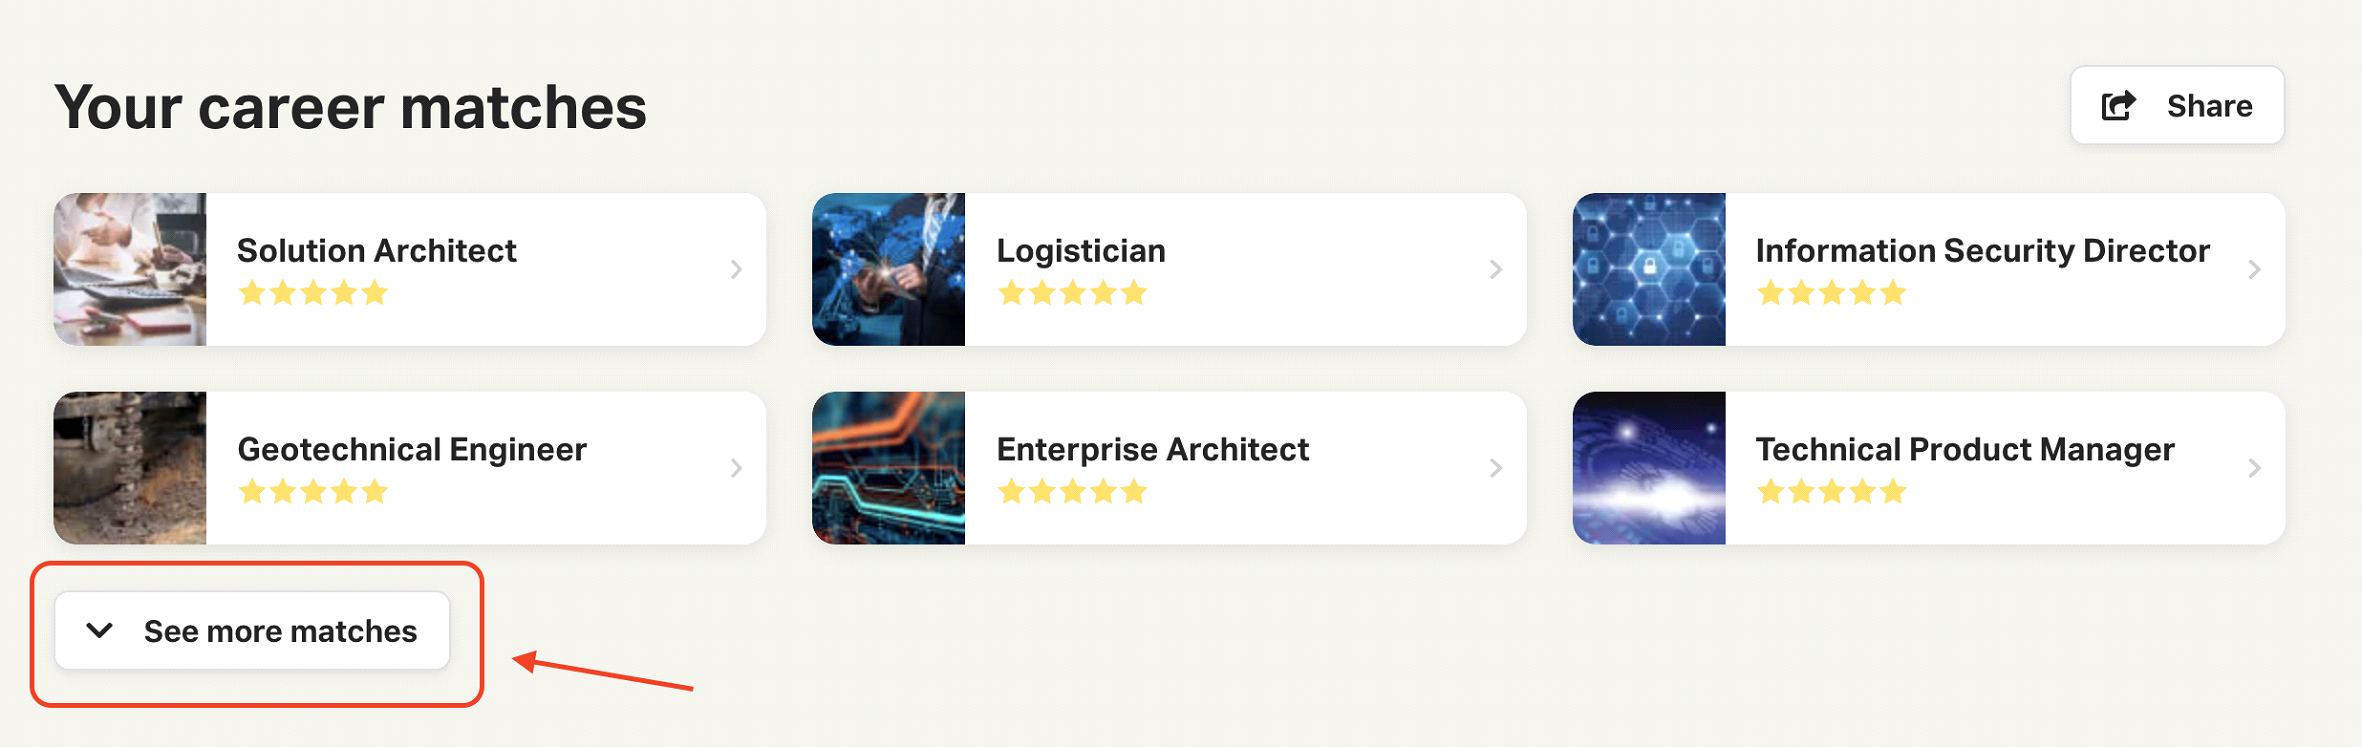 Your career matches
Share
Solution Architect
Logistician
Information Security Director
Geotechnical Engineer
Enterprise Architect
Technical Product Manager
See more matches